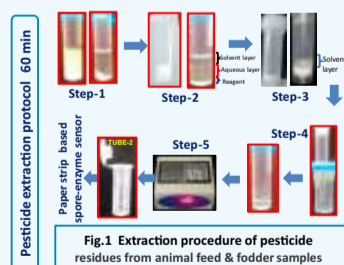 Pesticide extraction protocol 60 min
Step-1
Step-2
Solvent layer
Aqueous layer
Reagent
Step-3
Solven
layer
Step-4
Step-5
TUBE-2
Paper strip based
spore-enzyme sensor
Fig.1 Extraction procedure of pesticide
residues from animal feed & fodder samples